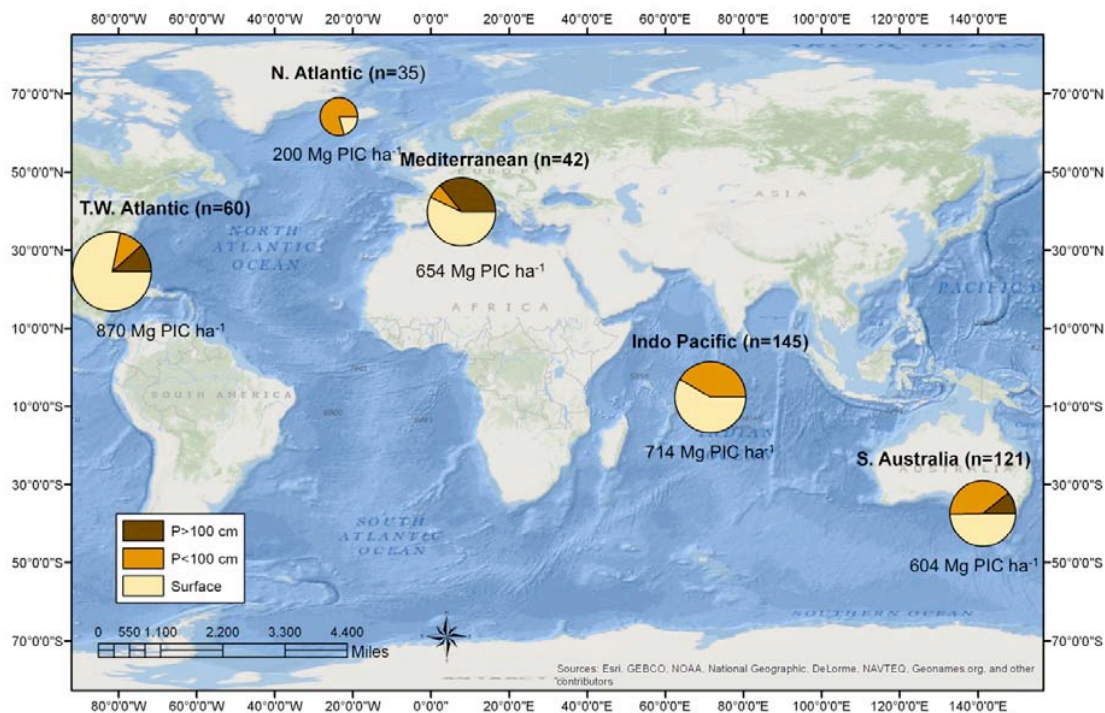 80°0'0"W 60°0'0"W 40°0'0"W 20°0'0"W 0°0'0"E 20°0'0"E 40°0'0"E 60°0'0"E 80°0'0"E 100°0'0"E 120°0'0"E 140°0'0"E
ARCTIC OCEAN
N. Atlantic (n=35)
70°0'0"N 70°0'0"N
200 Mg PIC ha⁻¹
Mediterranean (n=42)
EUROPE
50°0'0"N 50°0'0"N
ASIA
T.W. Atlantic (n=60)
NORTH
ATLANTIC
OCEAN
30°0'0"N 30°0'0"N
654 Mg PIC ha⁻¹
PACIFIC
AFRICA
870 Mg PIC ha⁻¹
10°0'0"N 10°0'0"N
Indo Pacific (n=145)
SOUTH AMERICA
10°0'0"S 10°0'0"S
INDIAN
714 Mg PIC ha⁻¹
S. Australia (n=121)
AUSTRALIA
30°0'0"S 30°0'0"S
P>100 cm
P<100 cm
Surface
SOUTH
ATLANTIC
OCEAN
50°0'0"S 50°0'0"S
604 Mg PIC ha⁻¹
SOUTHERN OCEAN
0 550 1.100 2.200 3.300 4.400
Miles
70°0'0"S 70°0'0"S
Sources: Esri, GEBCO, NOAA, National Geographic, DeLorme, NAVTEQ, Geonames.org, and other
contributors
80°0'0"W 60°0'0"W 40°0'0"W 20°0'0"W 0°0'0"E 20°0'0"E 40°0'0"E 60°0'0"E 80°0'0"E 100°0'0"E 120°0'0"E 140°0'0"E